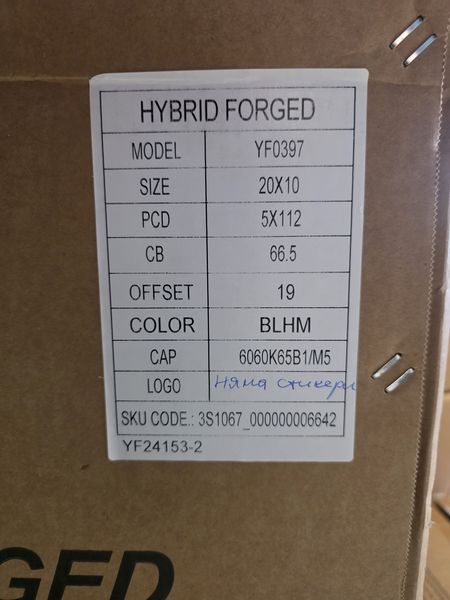 HYBRID FORGED
MODEL YF0397
SIZE 20X10
PCD 5X112
CB 66.5
OFFSET 19
COLOR BLHM
CAP 6060K65B1/M5
LOGO няма стикери
SKU CODE.: 3S1067_000000006642
YF24153-2
GED